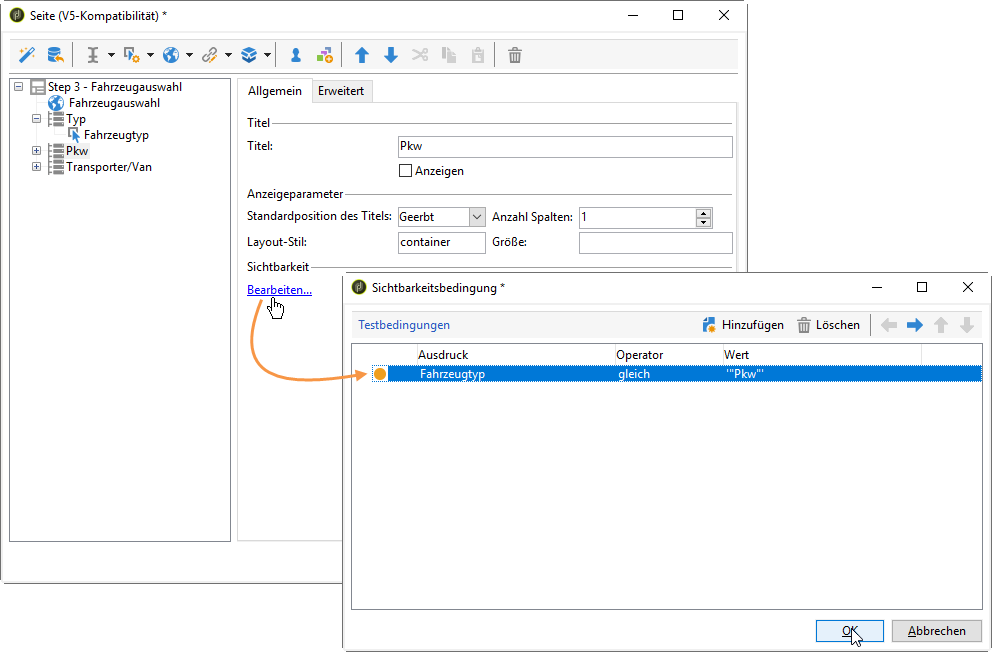 Seite (V5-Kompatibilität) *
Step 3 - Fahrzeugauswahl
Fahrzeugauswahl
Typ
Fahrzeugtyp
Pkw
Transporter/Van
Allgemein Erweitert
Titel
Titel: Pkw
Anzeigen
Anzeigeparameter
Standardposition des Titels: Geerbt Anzahl Spalten: 1
Layout-Stil: container Größe:
Sichtbarkeit
Bearbeiten...
Sichtbarkeitsbedingung *
Testbedingungen Hinzufügen Löschen
Ausdruck Operator Wert
Fahrzeugtyp gleich '"Pkw"'
OK Abbrechen